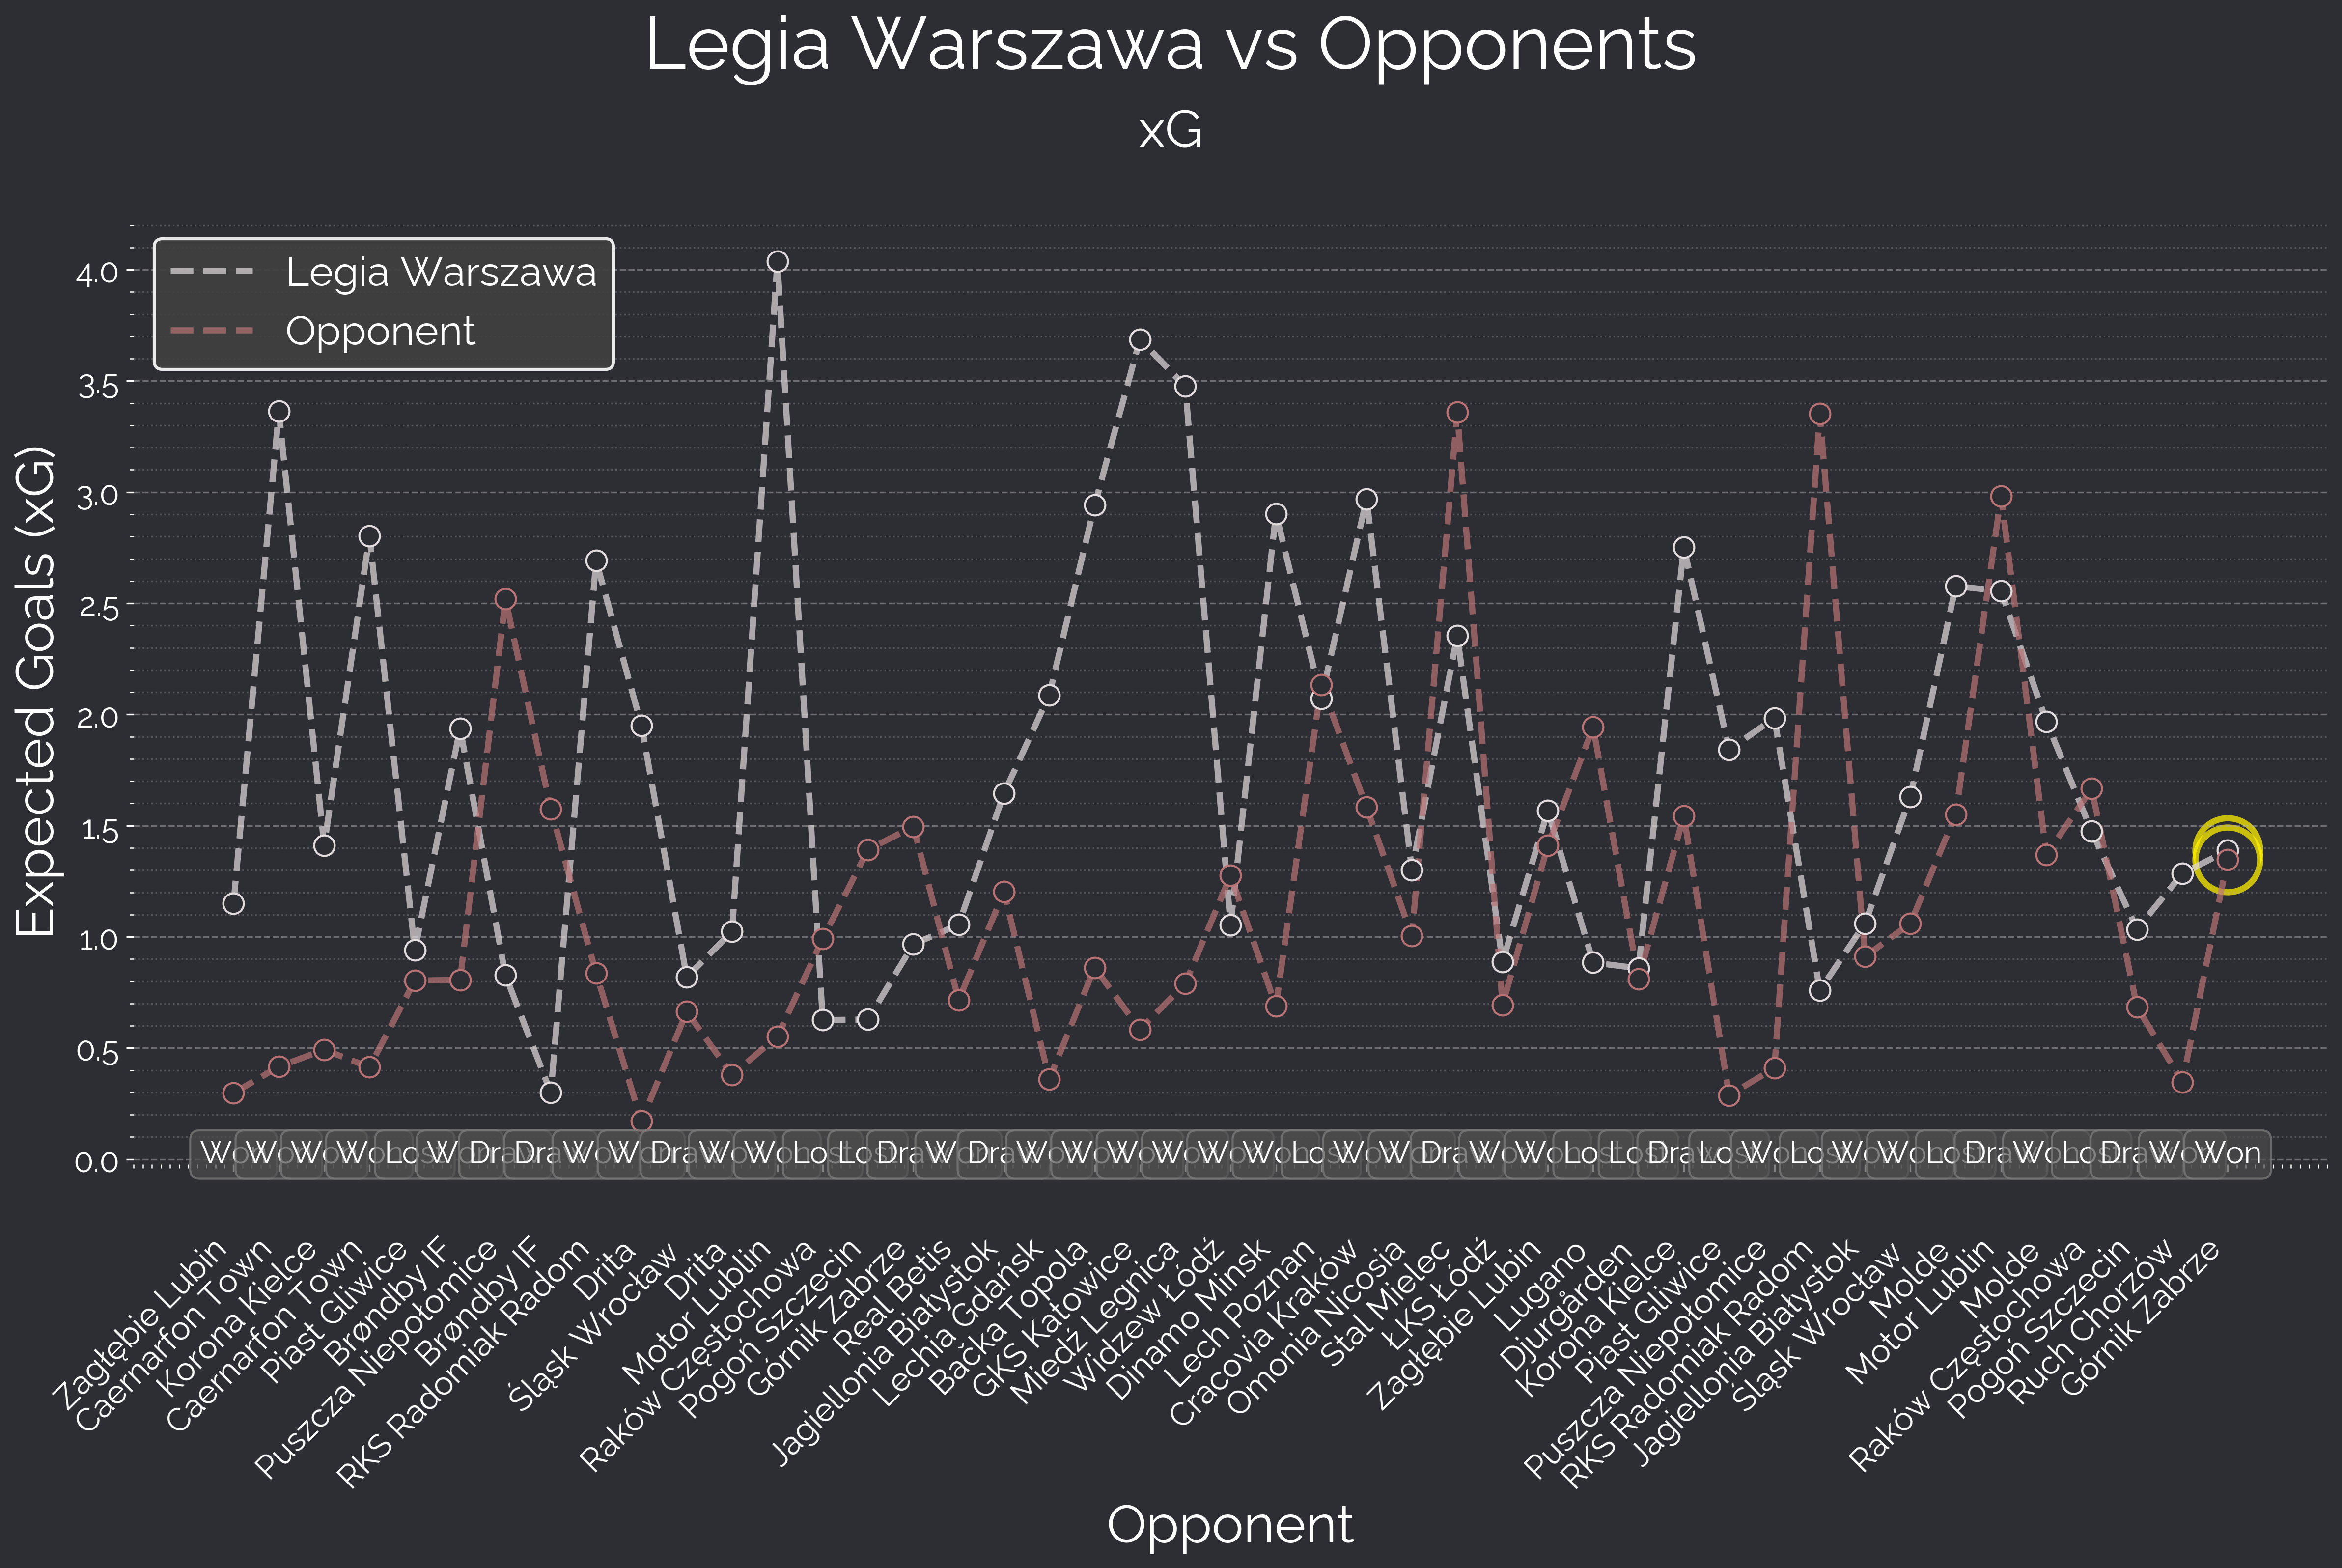 Legia Warszawa vs Opponents
xG
Legia Warszawa
Opponent
Expected Goals (xG)
4.0
3.5
3.0
2.5
2.0
1.5
1.0
0.5
0.0
Won
Zagłębie Lubin
Caernarfon Town
Korona Kielce
Caernarfon Town
Piast Gliwice
Brøndby IF
Puszcza Niepołomice
Brøndby IF
RKS Radomiak Radom
Drita
Śląsk Wrocław
Drita
Motor Lublin
Raków Częstochowa
Pogoń Szczecin
Górnik Zabrze
Real Betis
Jagiellonia Białystok
Lechia Gdańsk
Bačka Topola
GKS Katowice
Miedź Legnica
Widzew Łódź
Dinamo Minsk
Lech Poznan
Cracovia Kraków
Omonia Nicosia
Stal Mielec
ŁKS Łódź
Zagłębie Lubin
Lugano
Djurgården
Korona Kielce
Piast Gliwice
Puszcza Niepołomice
RKS Radomiak Radom
Jagiellonia Białystok
Śląsk Wrocław
Molde
Motor Lublin
Molde
Raków Częstochowa
Pogoń Szczecin
Ruch Chorzów
Górnik Zabrze
Opponent